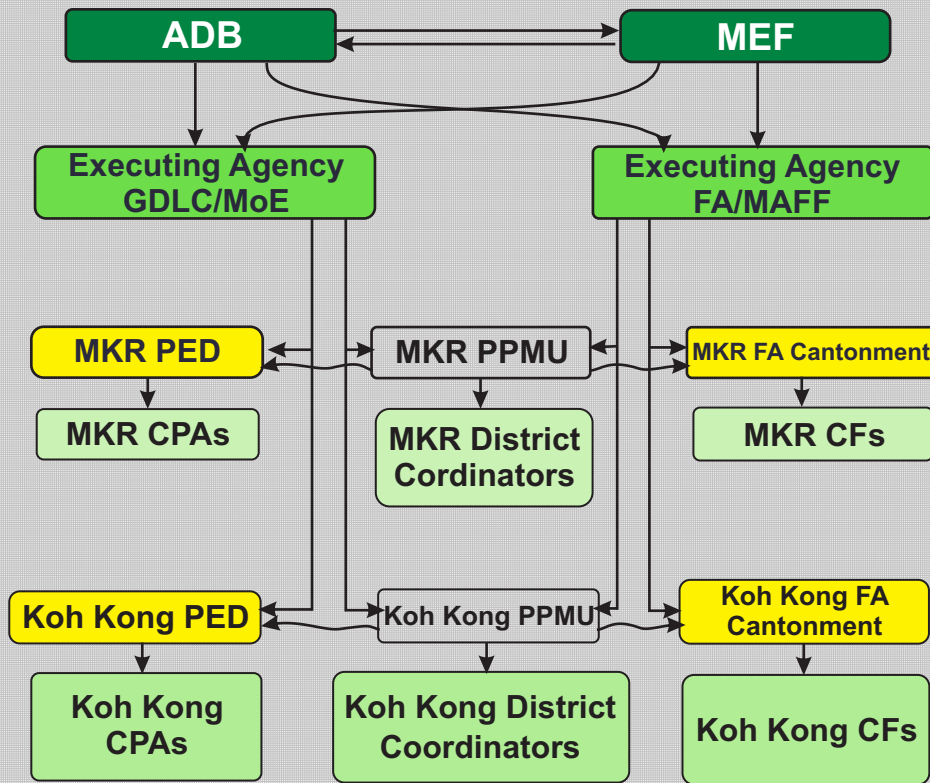 ADB
MEF
Executing Agency
GDLC/MoE
Executing Agency
FA/MAFF
MKR PED
MKR PPMU
MKR FA Cantonment
MKR CPAs
MKR District
Cordinators
MKR CFs
Koh Kong PED
Koh Kong PPMU
Koh Kong FA
Cantonment
Koh Kong
CPAs
Koh Kong District
Coordinators
Koh Kong CFs